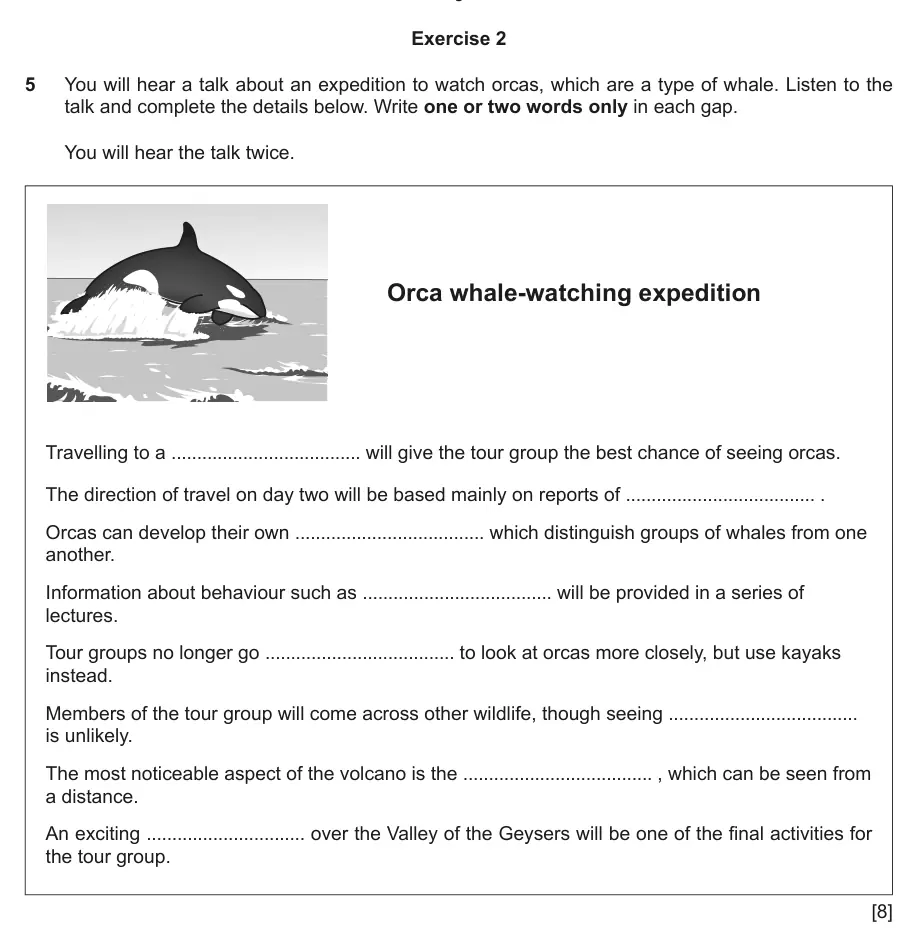 Exercise 2
5 You will hear a talk about an expedition to watch orcas, which are a type of whale. Listen to the
talk and complete the details below. Write one or two words only in each gap.
You will hear the talk twice.
Orca whale-watching expedition
Travelling to a ..................................... will give the tour group the best chance of seeing orcas.
The direction of travel on day two will be based mainly on reports of ..................................... .
Orcas can develop their own ..................................... which distinguish groups of whales from one
another.
Information about behaviour such as ..................................... will be provided in a series of
lectures.
Tour groups no longer go ..................................... to look at orcas more closely, but use kayaks
instead.
Members of the tour group will come across other wildlife, though seeing .....................................
is unlikely.
The most noticeable aspect of the volcano is the ..................................... , which can be seen from
a distance.
An exciting ............................... over the Valley of the Geysers will be one of the final activities for
the tour group.
[8]